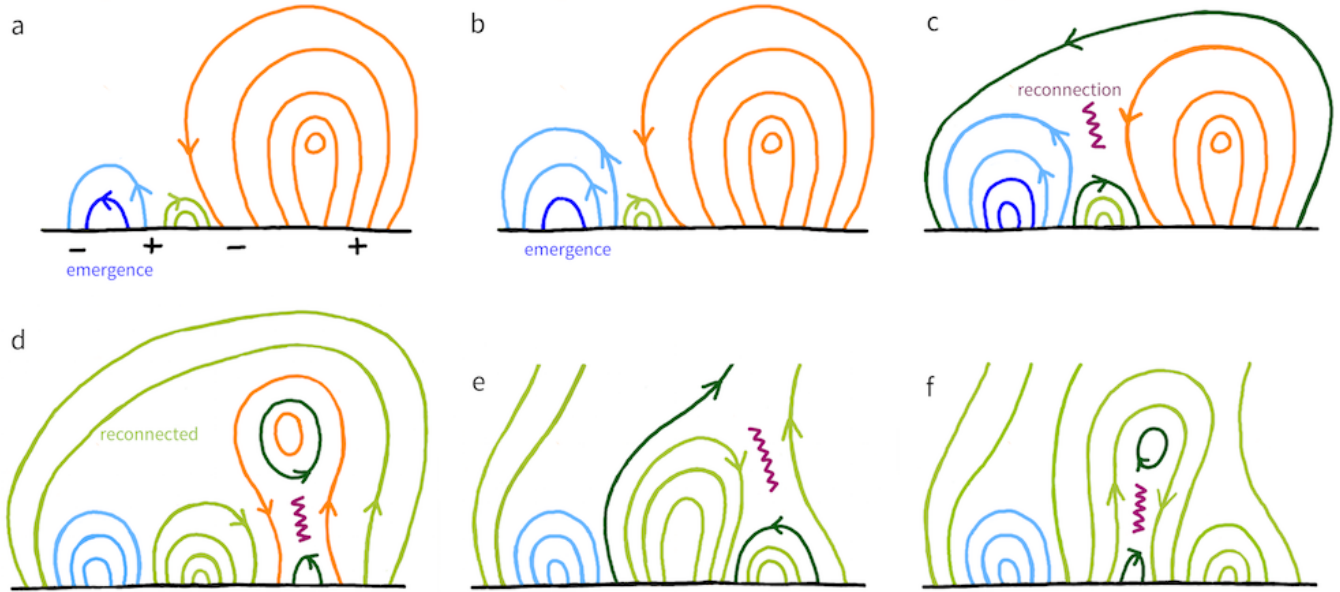 a
b
c
reconnection
− + − +
emergence
emergence
d
e
f
reconnected